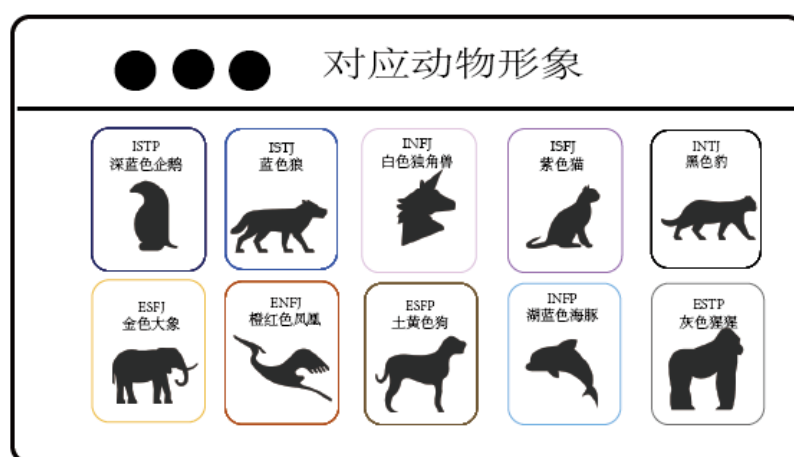 对应动物形象
ISTP
深蓝色企鹅
ISTJ
蓝色狼
INFJ
白色独角兽
ISFJ
紫色猫
INTJ
黑色豹
ESFJ
金色大象
ENFJ
橙红色凤凰
ESFP
土黄色狗
INFP
湖蓝色海豚
ESTP
灰色猩猩